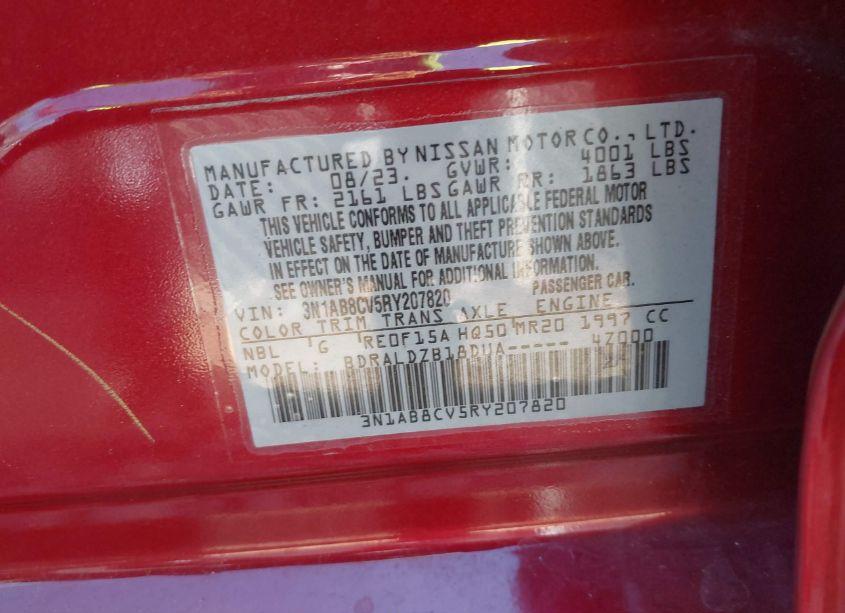 MANUFACTURED BY NISSAN MOTOR CO., LTD.
DATE: 08/23. GVWR: 4001 LBS
GAWR FR: 2161 LBS GAWR RR: 1863 LBS
THIS VEHICLE CONFORMS TO ALL APPLICABLE FEDERAL MOTOR
VEHICLE SAFETY, BUMPER AND THEFT PREVENTION STANDARDS
IN EFFECT ON THE DATE OF MANUFACTURE SHOWN ABOVE.
SEE OWNER'S MANUAL FOR ADDITIONAL INFORMATION.
VIN: 3N1AB8CV5RY207820 PASSENGER CAR.
COLOR TRIM TRANS AXLE ENGINE
NBL G RE0F15A HQ50 MR20 1997 CC
MODEL: BDRALDZB18DUA----- 4Z000
3N1AB8CV5RY207820